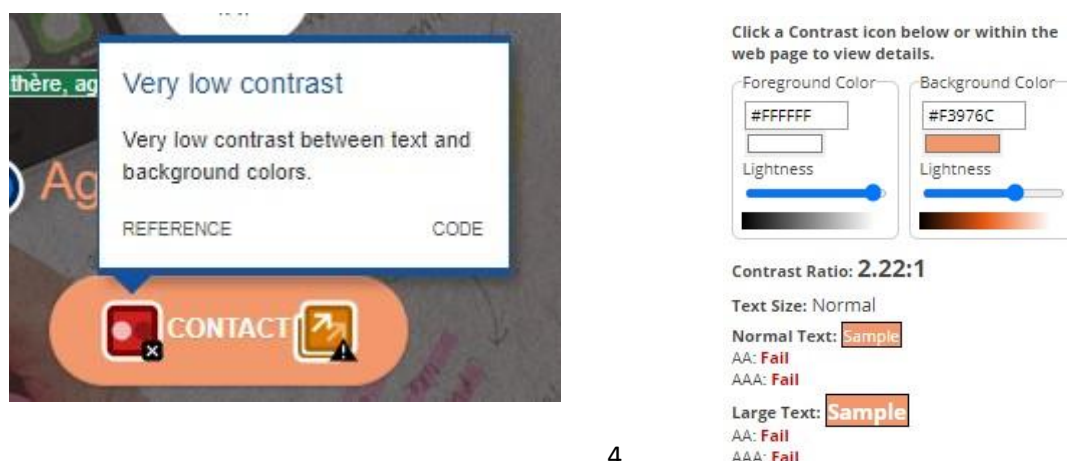 thère, ag
Very low contrast
Very low contrast between text and
background colors.
REFERENCE CODE
Ag
CONTACT
Click a Contrast icon below or within the
web page to view details.
Foreground Color Background Color
#FFFFFF #F3976C
Lightness Lightness
Contrast Ratio: 2.22:1
Text Size: Normal
Normal Text: Sample
AA: Fail
AAA: Fail
Large Text: Sample
AA: Fail
AAA: Fail
4